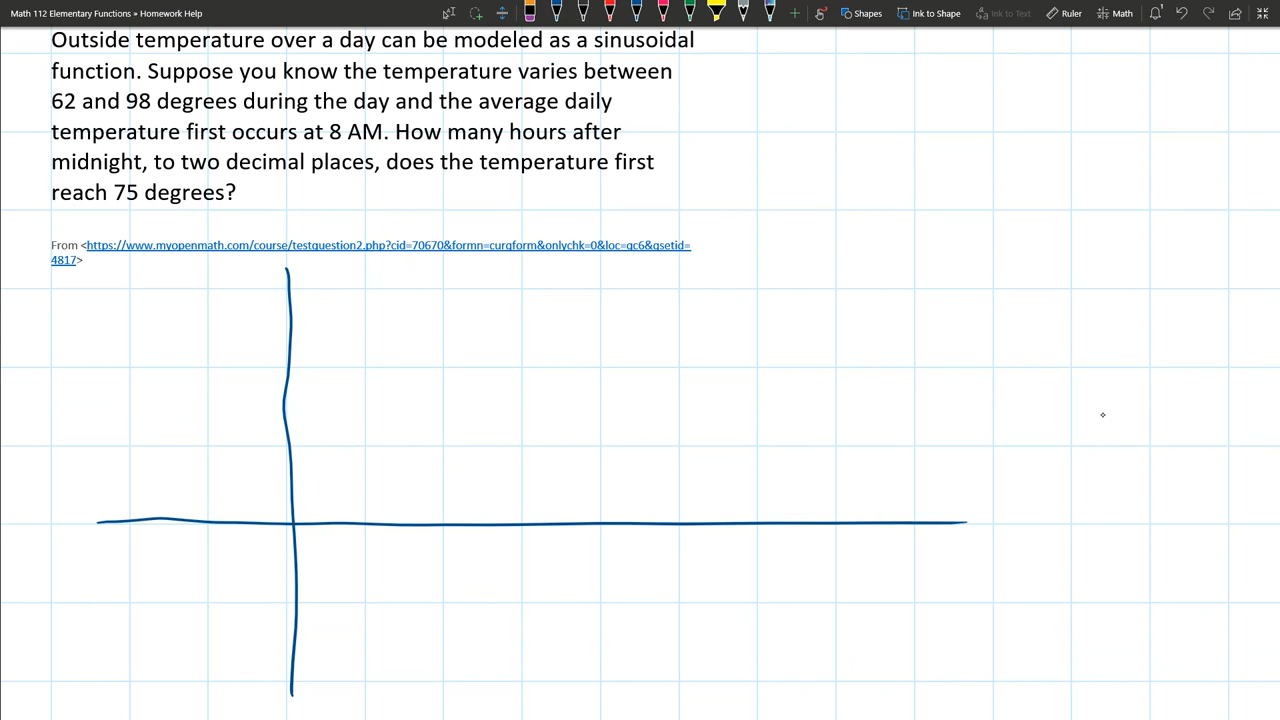 Math 112 Elementary Functions » Homework Help
Shapes
Ink to Shape
Ink to Text
Ruler
Math
Outside temperature over a day can be modeled as a sinusoidal
function. Suppose you know the temperature varies between
62 and 98 degrees during the day and the average daily
temperature first occurs at 8 AM. How many hours after
midnight, to two decimal places, does the temperature first
reach 75 degrees?
From <https://www.myopenmath.com/course/testquestion2.php?cid=70670&formn=curqform&onlychk=0&loc=qc6&qsetid=
4817>